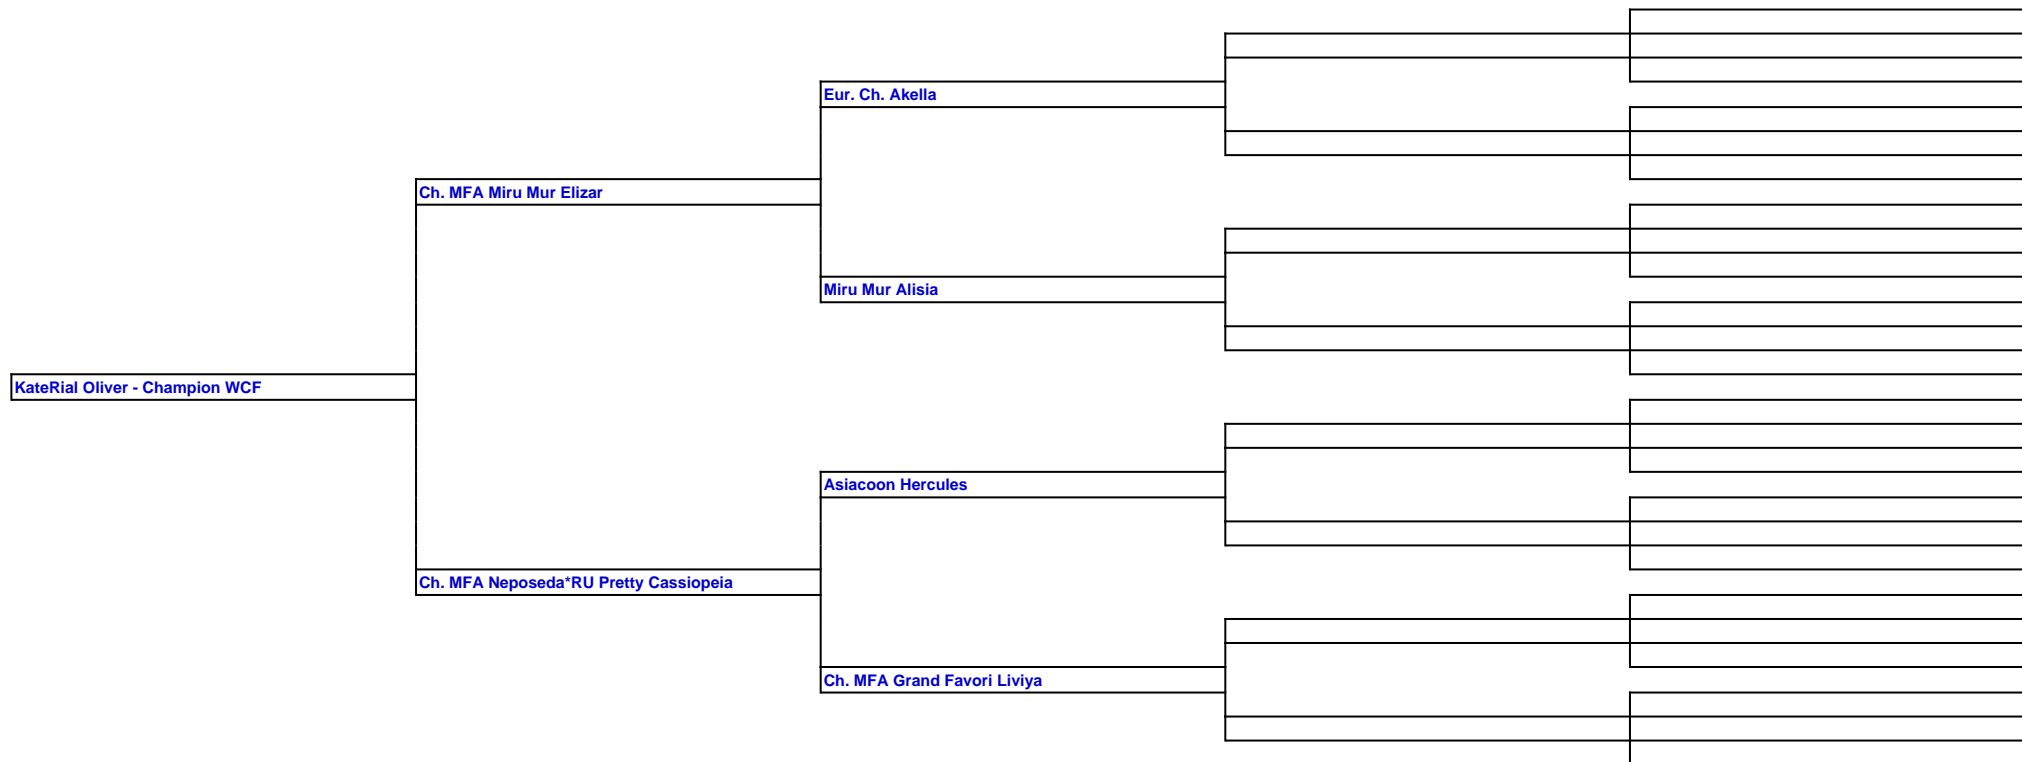 Eur. Ch. Akella
Ch. MFA Miru Mur Elizar
Miru Mur Alisia
KateRial Oliver - Champion WCF
Asiacoon Hercules
Ch. MFA Neposeda*RU Pretty Cassiopeia
Ch. MFA Grand Favori Liviya